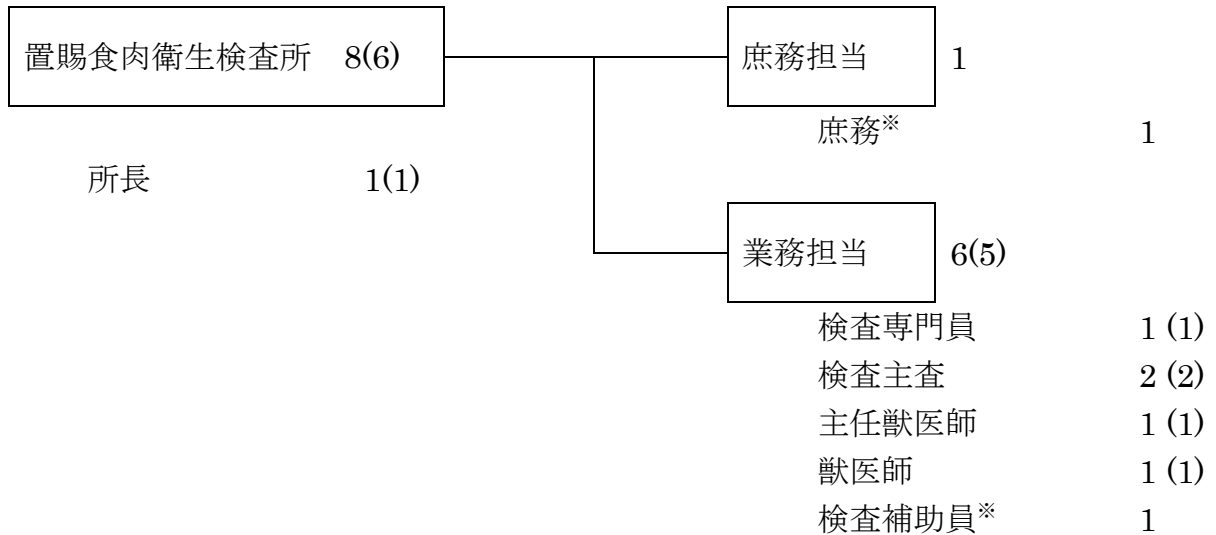 置賜食肉衛生検査所 8(6)
所長 1(1)
庶務担当 1
庶務※ 1
業務担当 6(5)
検査専門員 1 (1)
検査主査 2 (2)
主任獣医師 1 (1)
獣医師 1 (1)
検査補助員※ 1